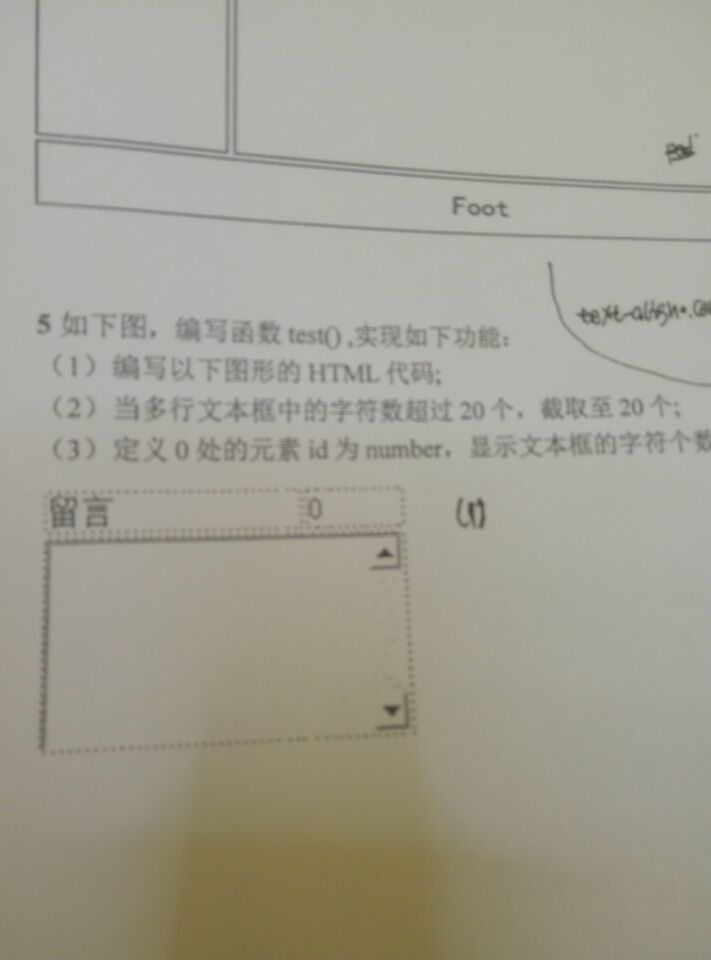 Foot
5 如下图，编写函数 test() ,实现如下功能：
（1）编写以下图形的 HTML 代码;
（2）当多行文本框中的字符数超过 20 个，截取至 20 个；
（3）定义 0 处的元素 id 为 number，显示文本框的字符个数
留言 0
(1)